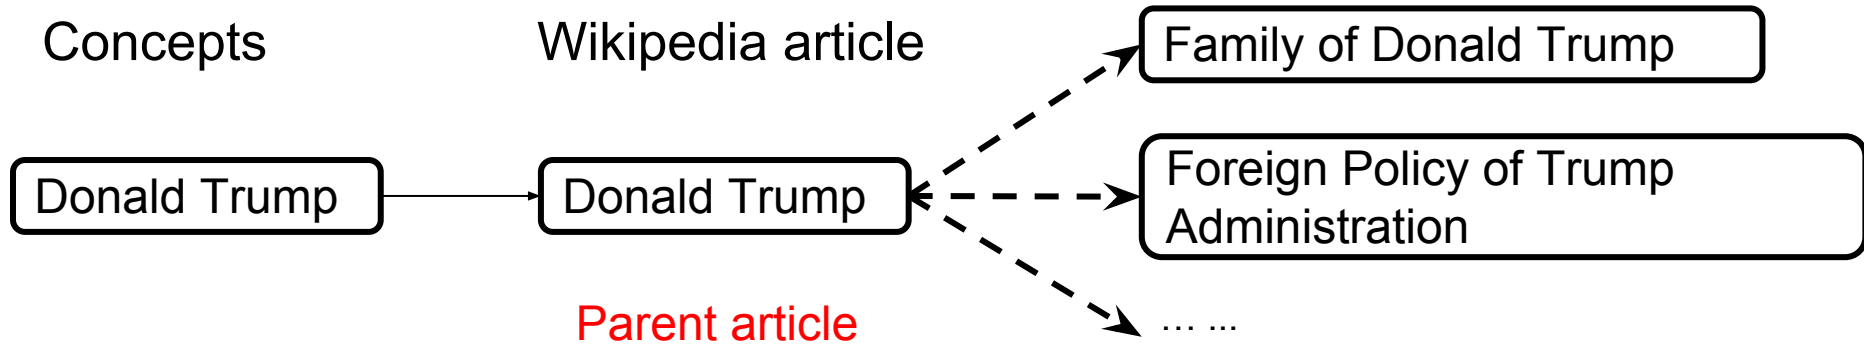 Concepts
Wikipedia article
Family of Donald Trump
Donald Trump
Donald Trump
Foreign Policy of Trump
Administration
Parent article
... ...